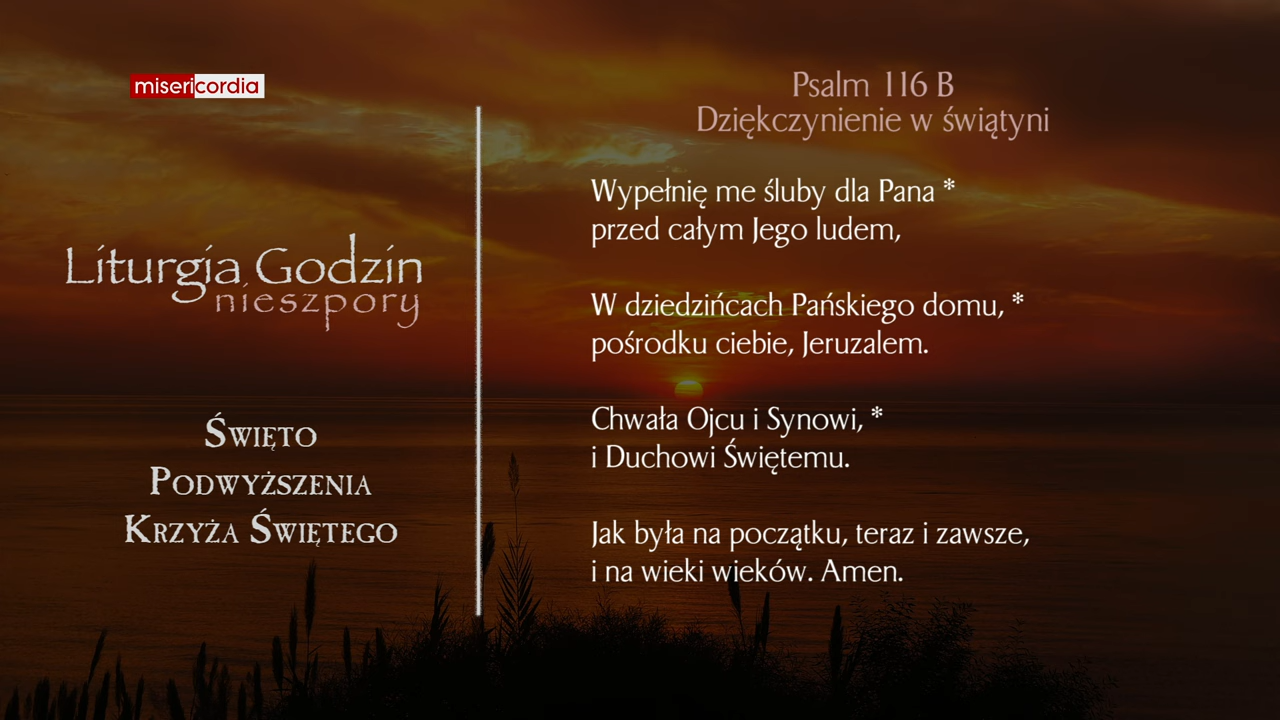 misericordia
Liturgia Godzin
nieszpory
Święto
Podwyższenia
Krzyża Świętego
Psalm 116 B
Dziękczynienie w świątyni
Wypełnię me śluby dla Pana *
przed całym Jego ludem,
W dziedzińcach Pańskiego domu, *
pośrodku ciebie, Jeruzalem.
Chwała Ojcu i Synowi, *
i Duchowi Świętemu.
Jak była na początku, teraz i zawsze,
i na wieki wieków. Amen.